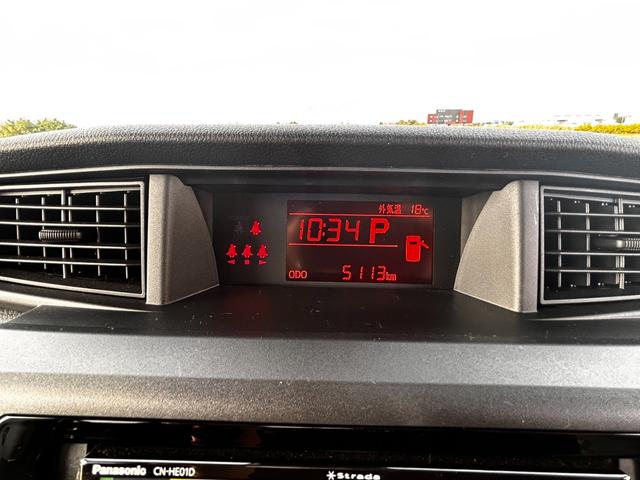 外気温 18℃
10:34 P
ODO 5113km
Panasonic CN-HE01D
Strada